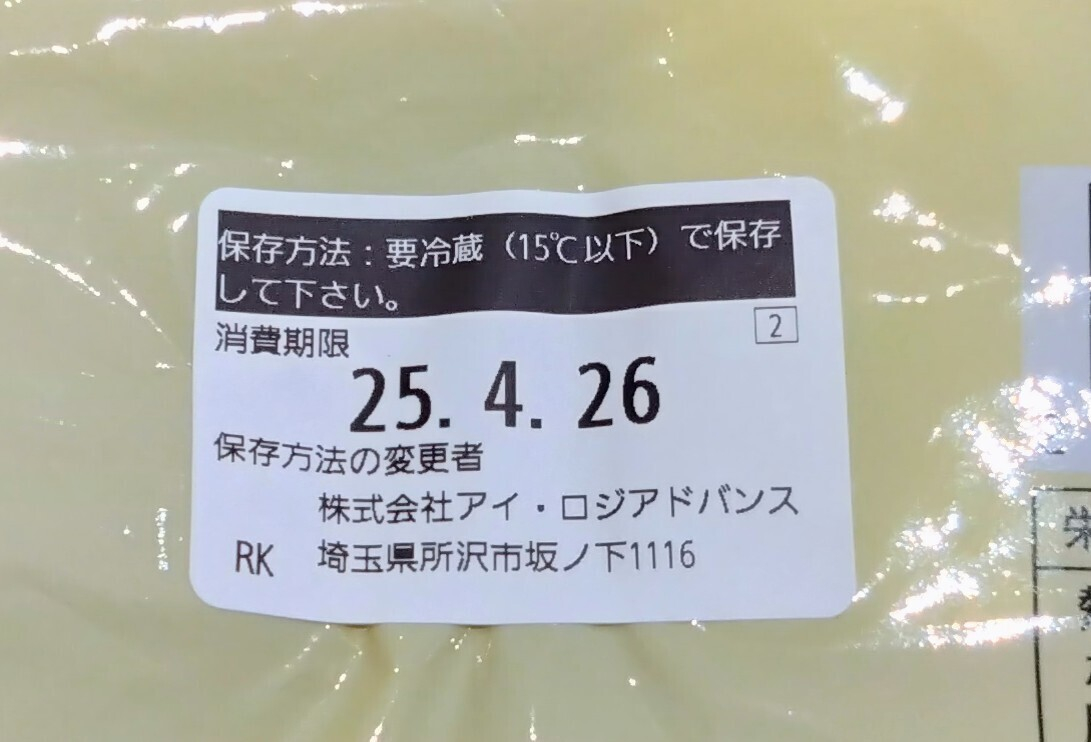 保存方法：要冷蔵（15℃以下）で保存
して下さい。
2
消費期限
25. 4. 26
保存方法の変更者
株式会社アイ・ロジアドバンス
RK 埼玉県所沢市坂ノ下1116
栄